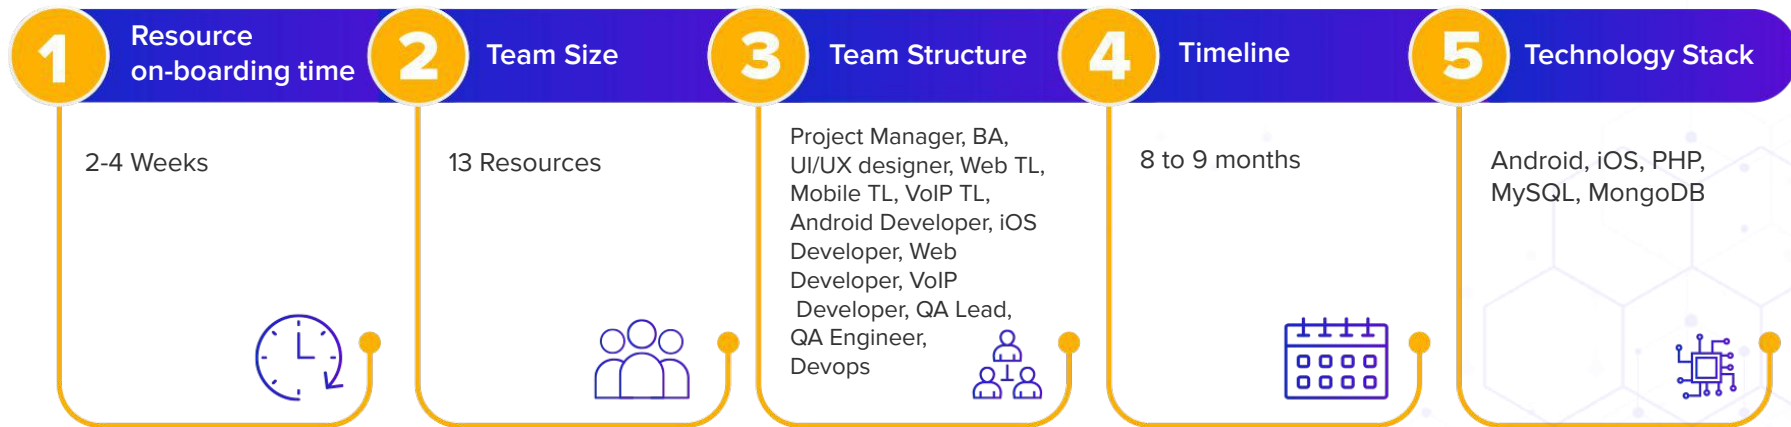 1
Resource
on-boarding time
2-4 Weeks
2
Team Size
13 Resources
3
Team Structure
Project Manager, BA,
UI/UX designer, Web TL,
Mobile TL, VoIP TL,
Android Developer, iOS
Developer, Web
Developer, VoIP
Developer, QA Lead,
QA Engineer,
Devops
4
Timeline
8 to 9 months
5
Technology Stack
Android, iOS, PHP,
MySQL, MongoDB